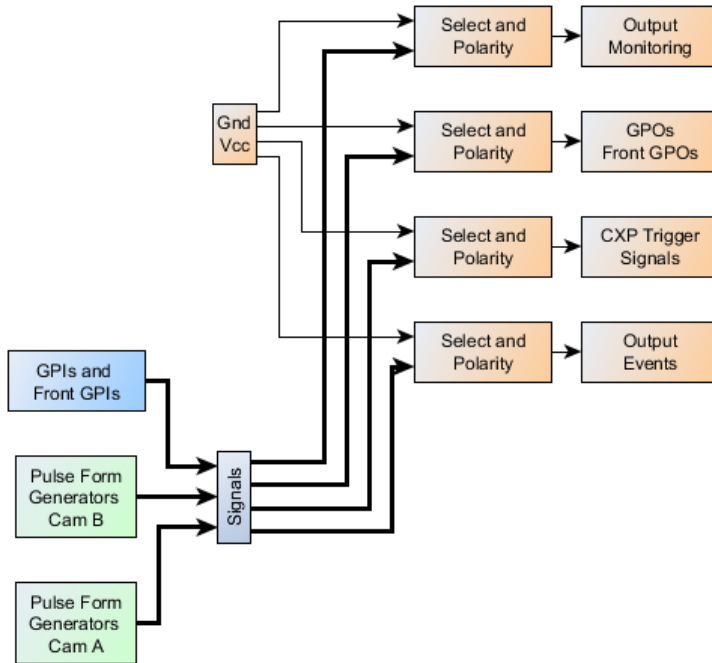 Select and
Polarity
Output
Monitoring
Gnd
Vcc
Select and
Polarity
GPOs
Front GPOs
Select and
Polarity
CXP Trigger
Signals
Select and
Polarity
Output
Events
GPIs and
Front GPIs
Signals
Pulse Form
Generators
Cam B
Pulse Form
Generators
Cam A